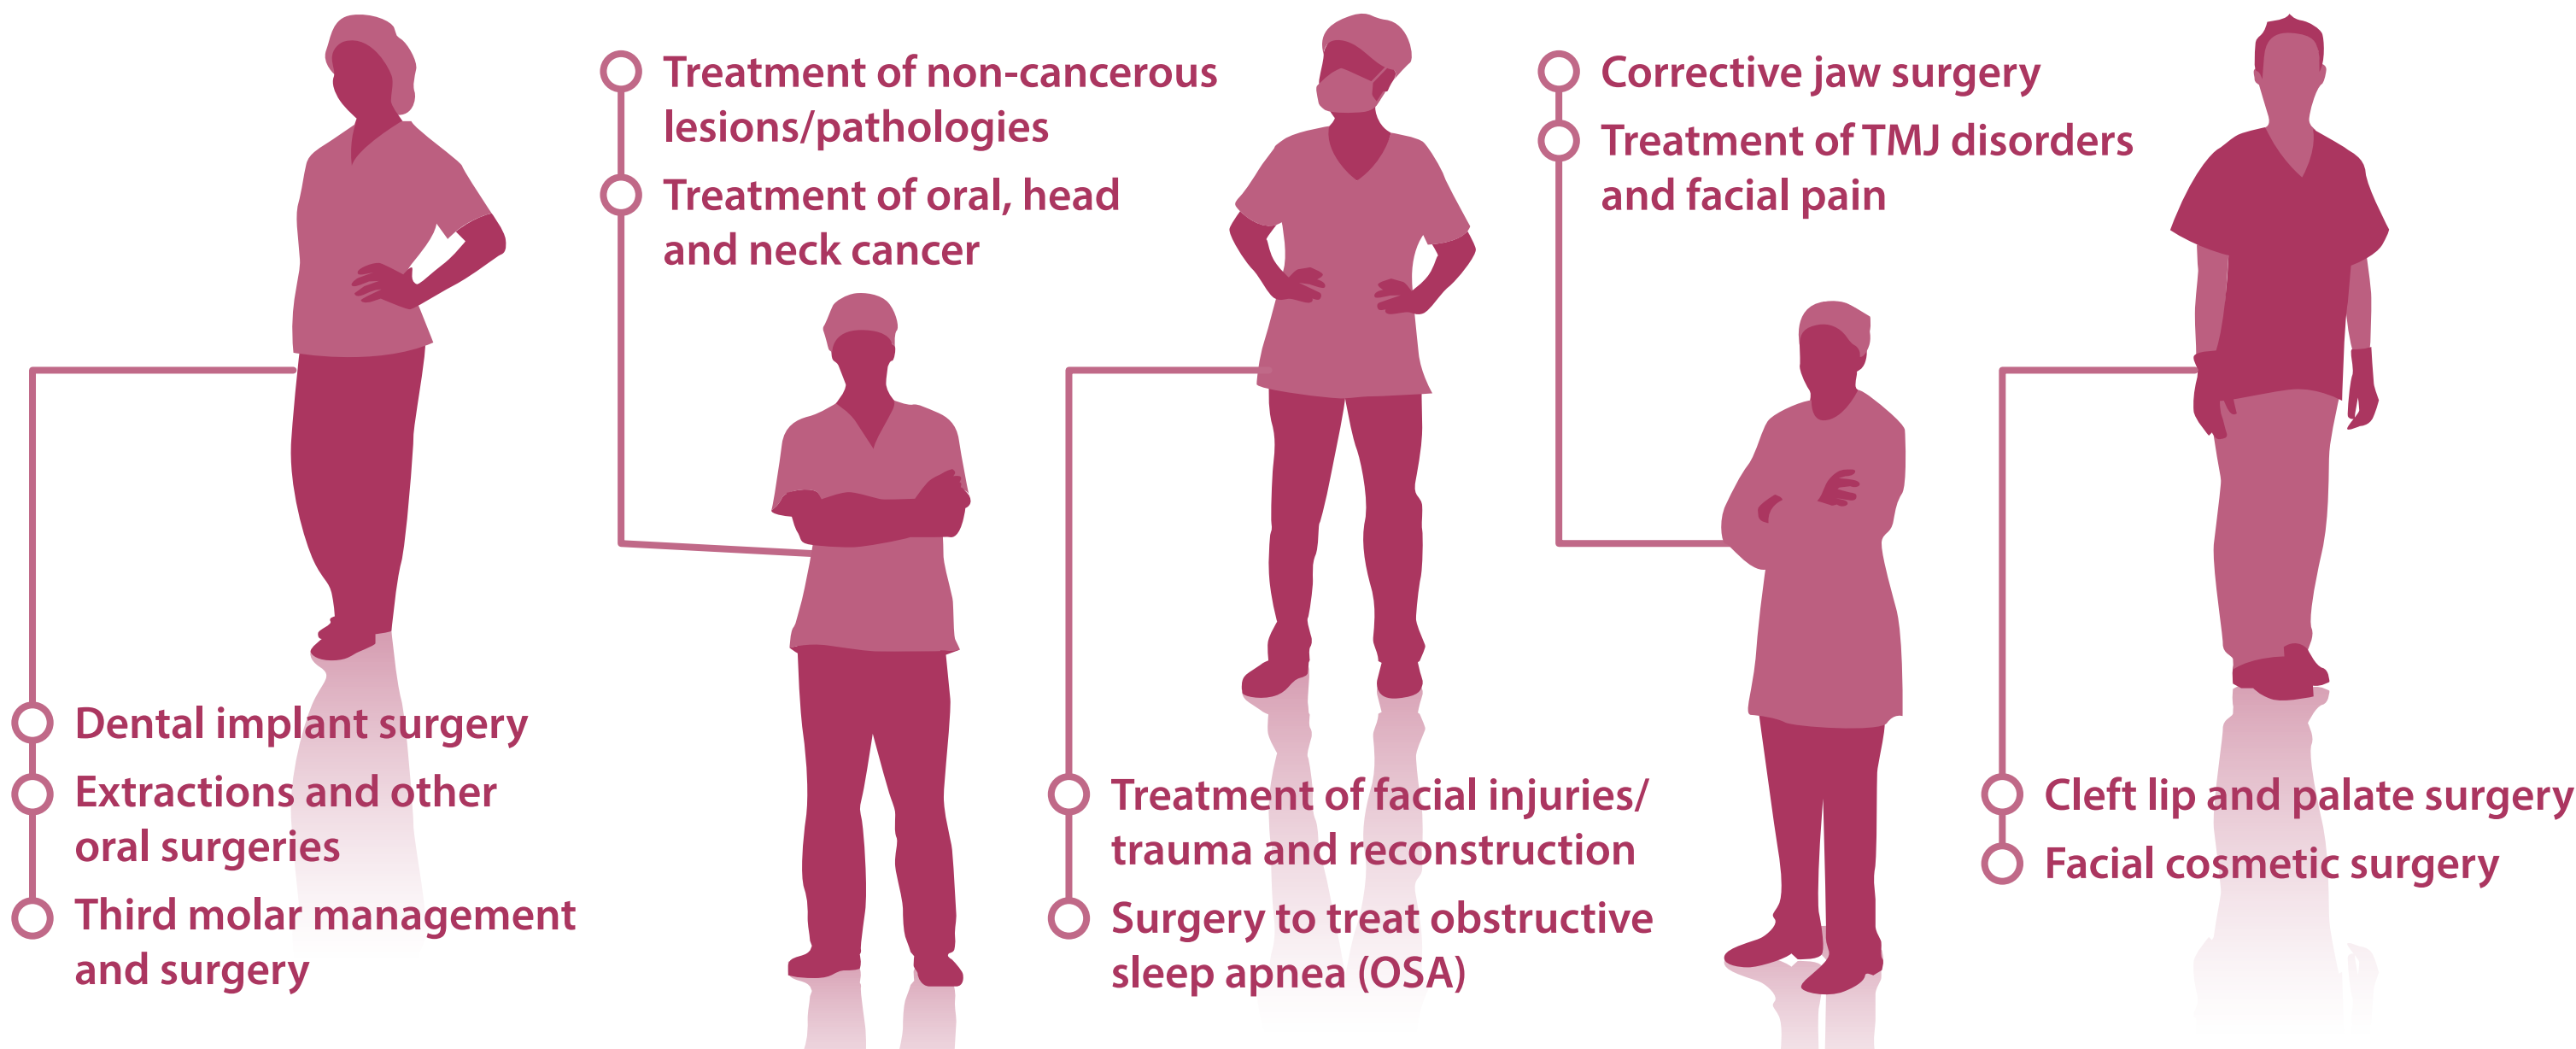 Treatment of non-cancerous
lesions/pathologies
Treatment of oral, head
and neck cancer
Corrective jaw surgery
Treatment of TMJ disorders
and facial pain
Dental implant surgery
Extractions and other
oral surgeries
Third molar management
and surgery
Treatment of facial injuries/
trauma and reconstruction
Surgery to treat obstructive
sleep apnea (OSA)
Cleft lip and palate surgery
Facial cosmetic surgery